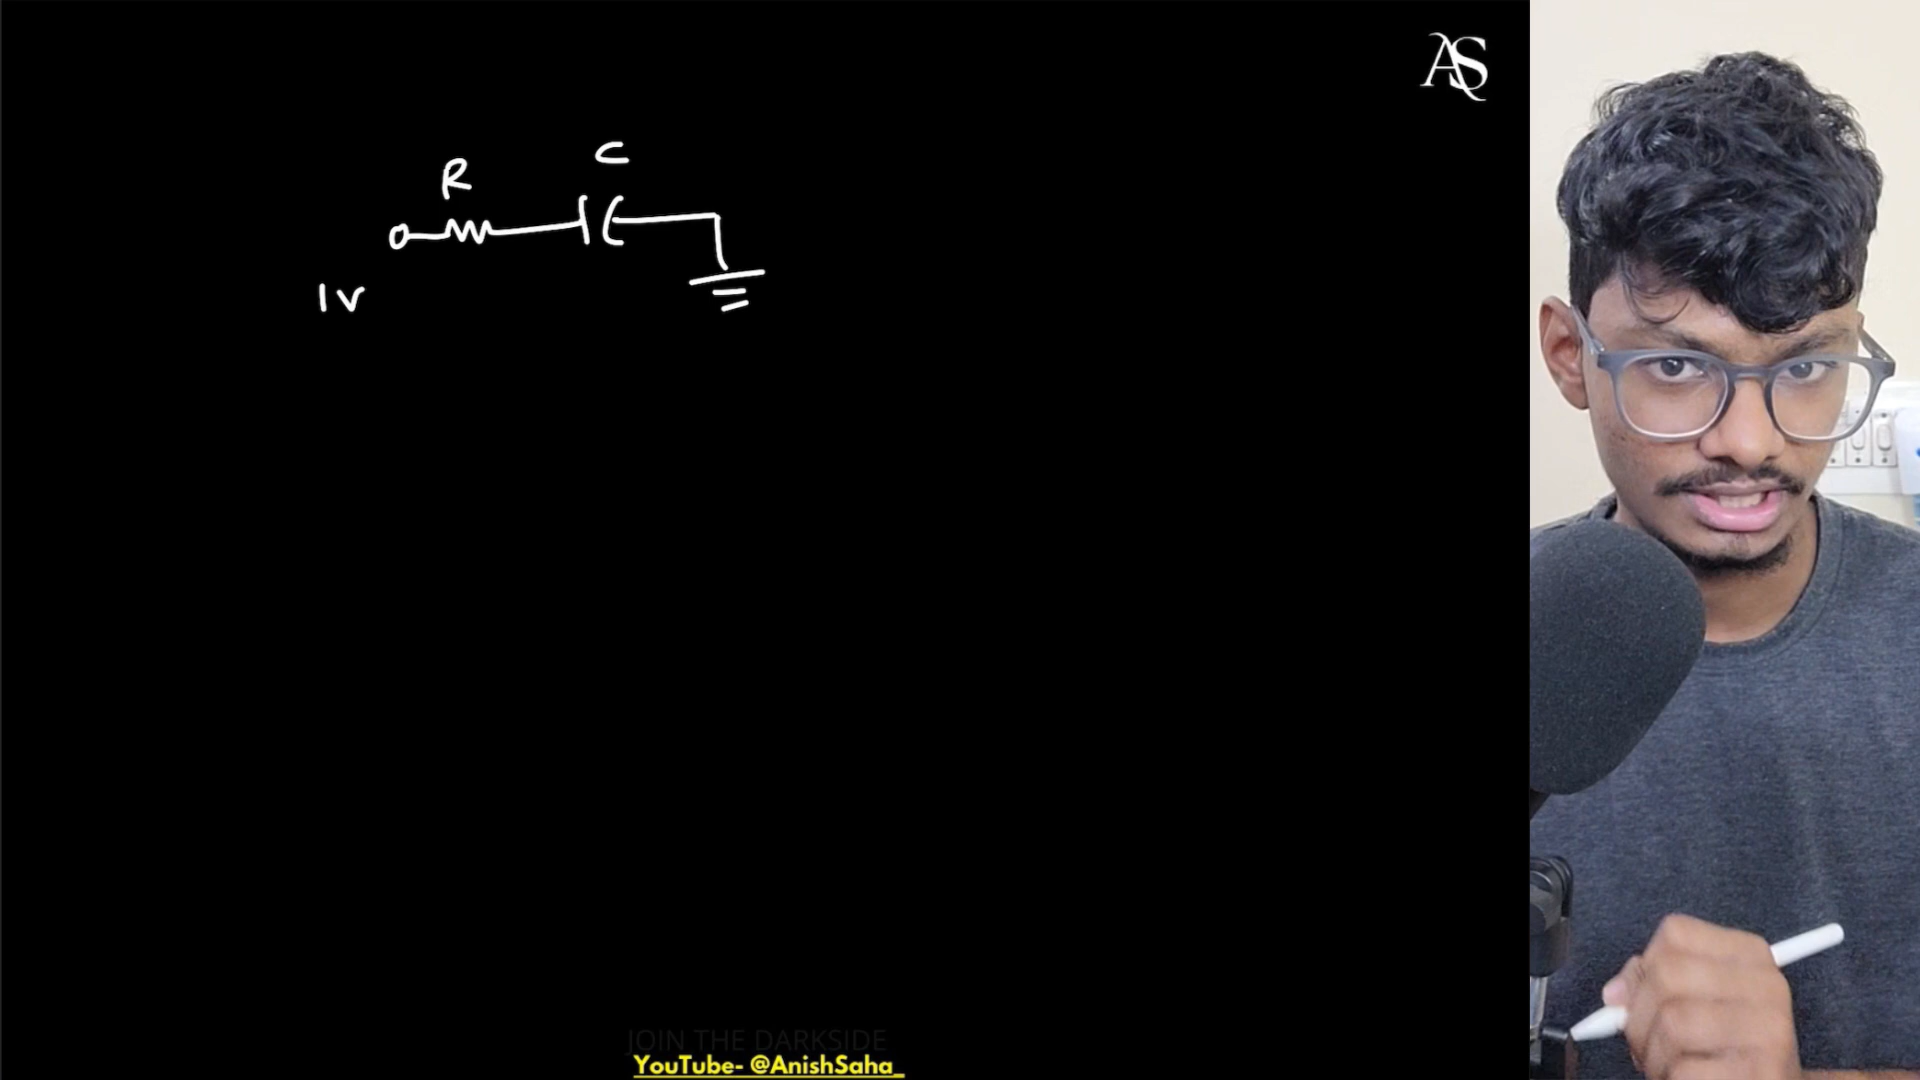 AS
C
R
1V
JOIN THE DARKSIDE
YouTube- @AnishSaha_